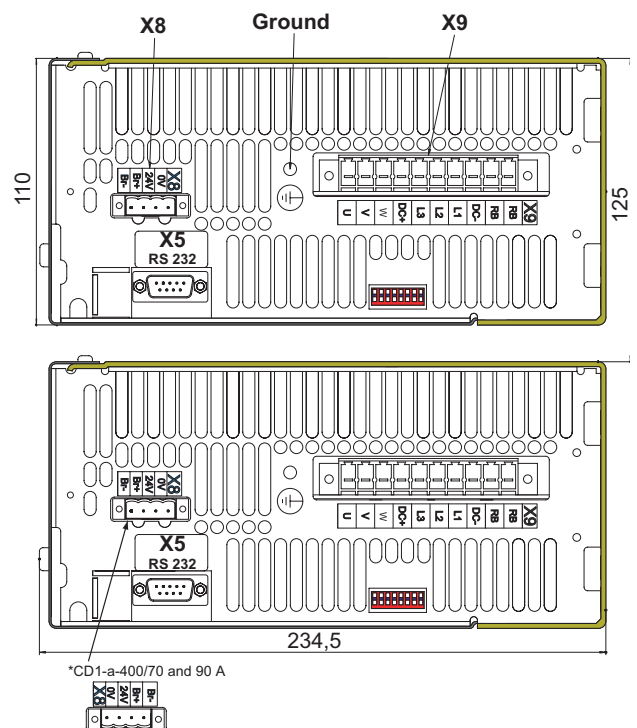 X8 Ground X9
110
125
Br- Br+ 24V 0V X8
U V W DC+ L3 L2 L1 DC- RB RB X9
X5
RS 232
Br- Br+ 24V 0V X8
U V W DC+ L3 L2 L1 DC- RB RB X9
X5
RS 232
234,5
*CD1-a-400/70 and 90 A
X8 0V 24V Br+ Br-